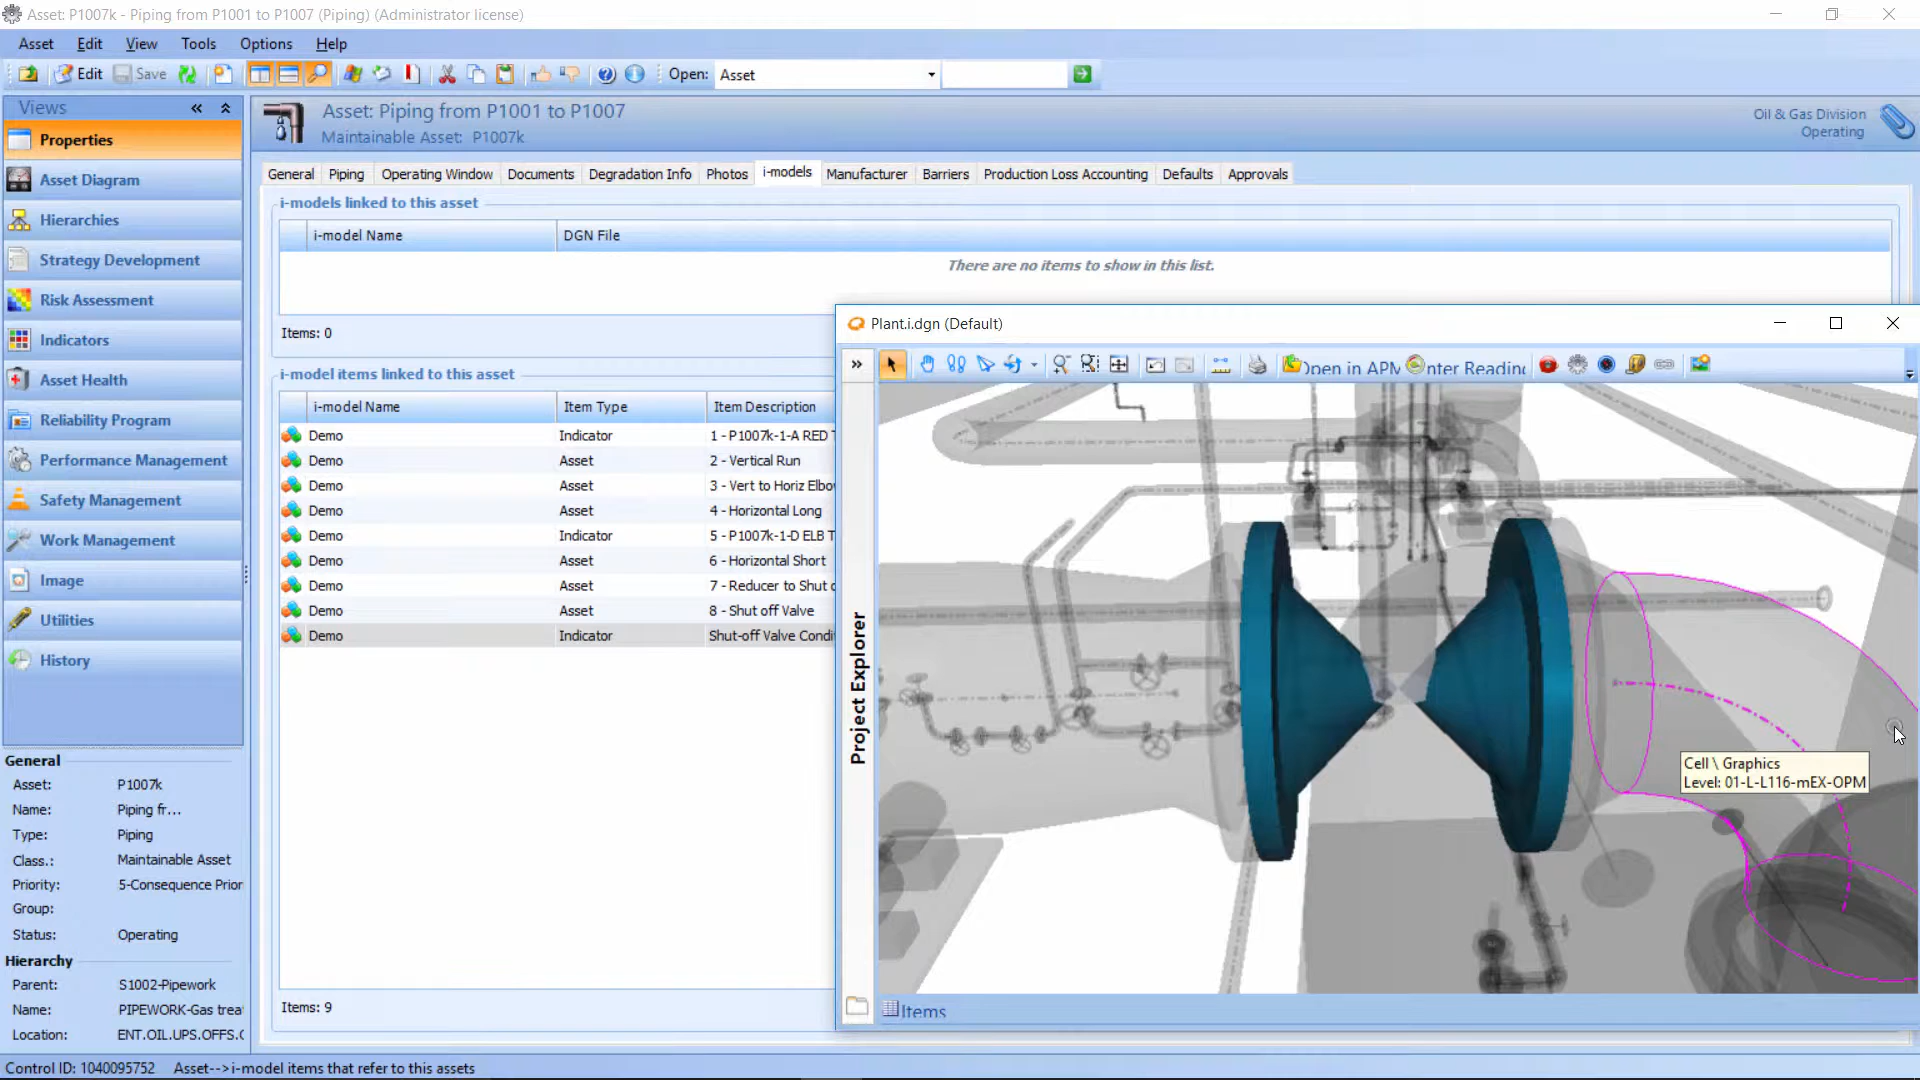 Asset: P1007k - Piping from P1001 to P1007 (Piping) (Administrator license)
Asset Edit View Tools Options Help
Edit Save Open: Asset
Views
Properties
Asset Diagram
Hierarchies
Strategy Development
Risk Assessment
Indicators
Asset Health
Reliability Program
Performance Management
Safety Management
Work Management
Image
Utilities
History
General
Asset: P1007k
Name: Piping fr...
Type: Piping
Class.: Maintainable Asset
Priority: 5-Consequence Prior
Group:
Status: Operating
Hierarchy
Parent: S1002-Pipework
Name: PIPEWORK-Gas trea
Location: ENT.OIL.UPS.OFFS.C
Asset: Piping from P1001 to P1007
Maintainable Asset: P1007k
Oil & Gas Division
Operating
General Piping Operating Window Documents Degradation Info Photos i-models Manufacturer Barriers Production Loss Accounting Defaults Approvals
i-models linked to this asset
i-model Name DGN File
There are no items to show in this list.
Items: 0
i-model items linked to this asset
i-model Name Item Type Item Description
Demo Indicator 1 - P1007k-1-A RED T
Demo Asset 2 - Vertical Run
Demo Asset 3 - Vert to Horiz Elbo
Demo Asset 4 - Horizontal Long
Demo Indicator 5 - P1007k-1-D ELB T
Demo Asset 6 - Horizontal Short
Demo Asset 7 - Reducer to Shut o
Demo Asset 8 - Shut off Valve
Demo Indicator Shut-off Valve Condi
Items: 9
Plant.i.dgn (Default)
Open in APM nter Reading
Project Explorer
Cell \ Graphics
Level: 01-L-L116-mEX-OPM
Items
Control ID: 1040095752 Asset-->i-model items that refer to this assets